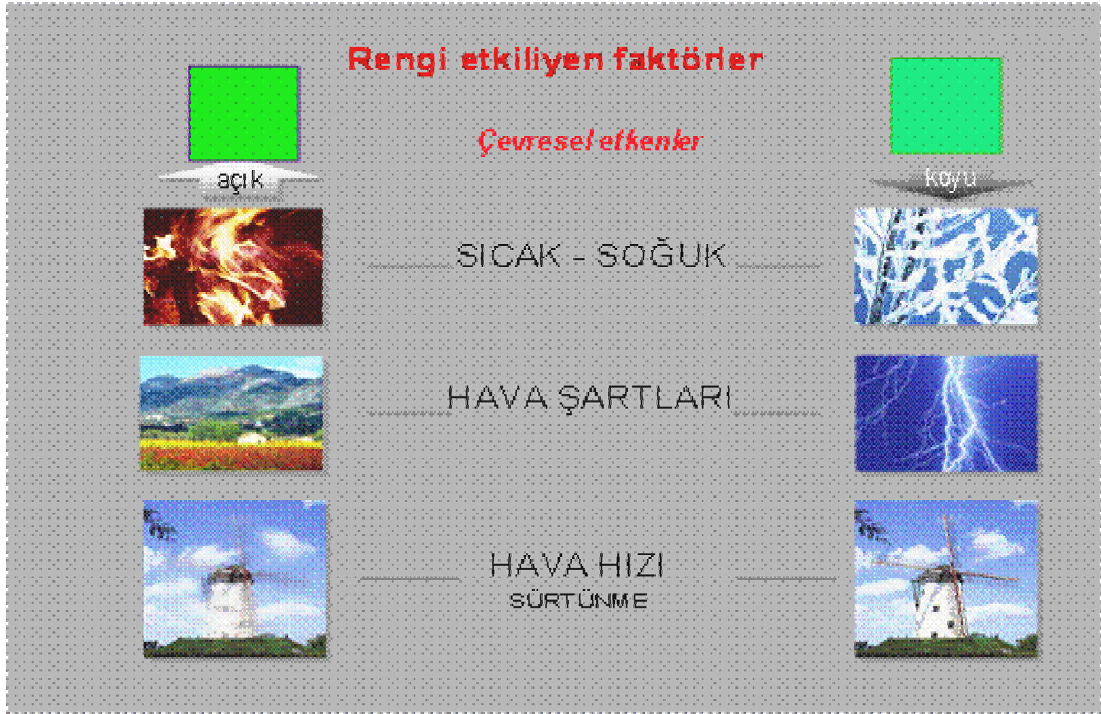 Rengi etkiliyen faktörler
Çevresel etkenler
açık
koyu
SICAK - SOĞUK
HAVA ŞARTLARI
HAVA HIZI
SÜRTÜNME